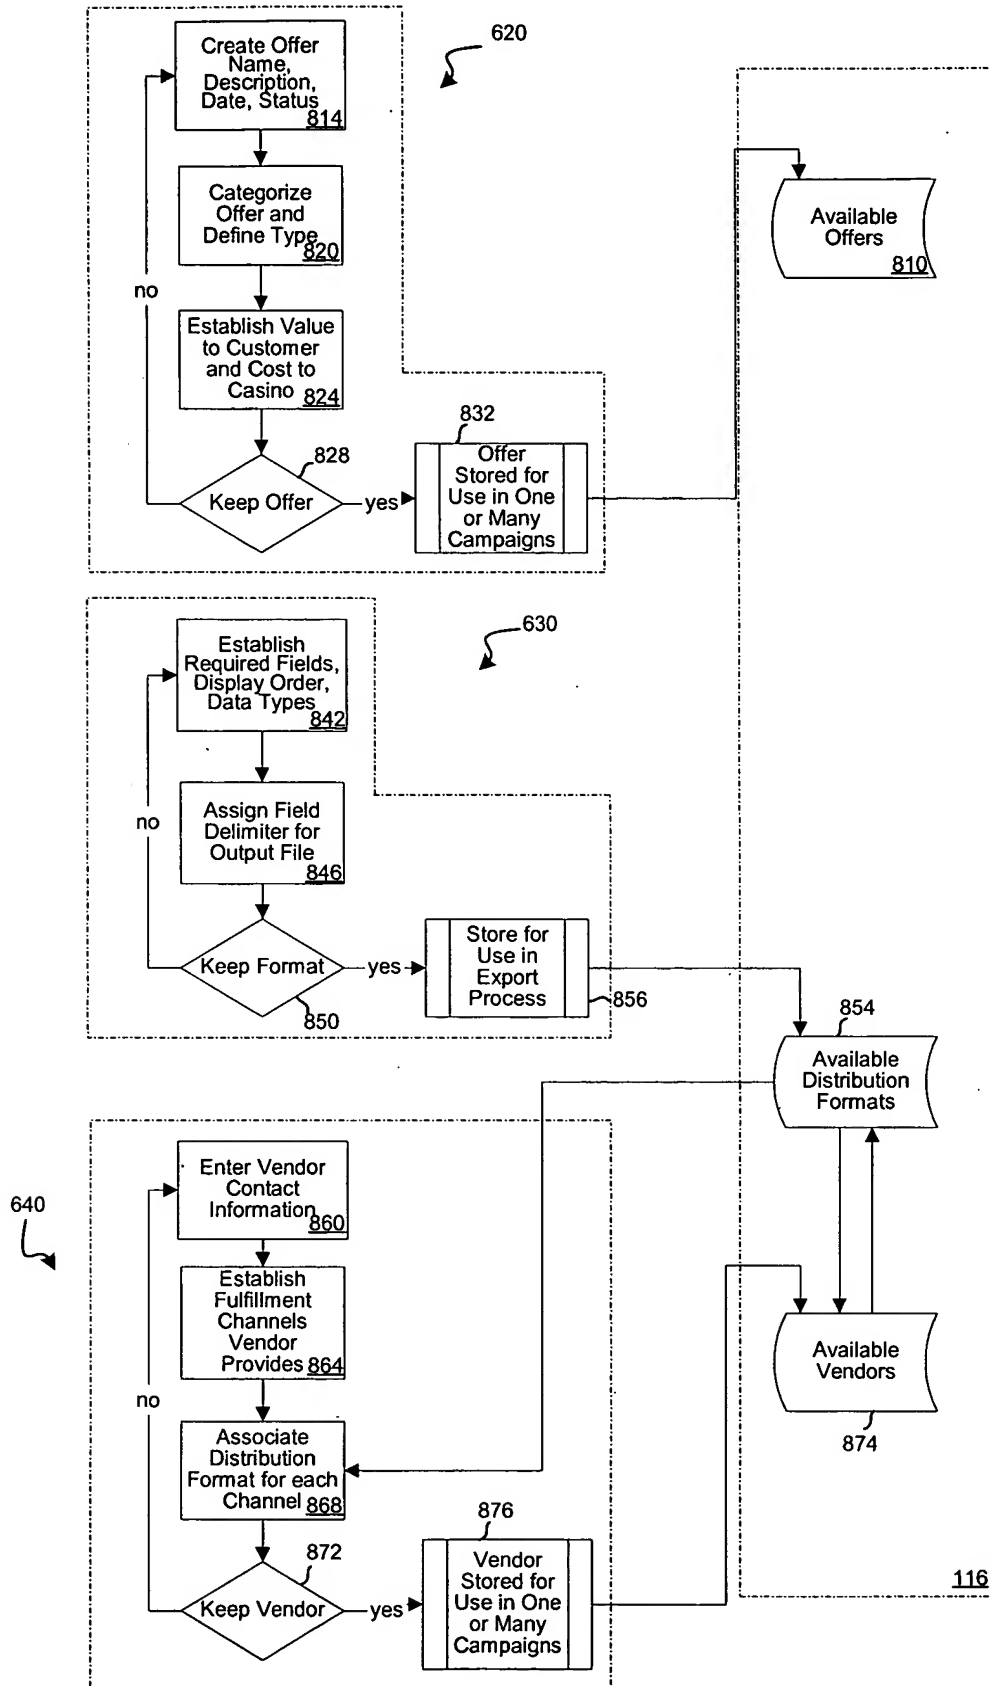 620
Create Offer
Name,
Description,
Date, Status
814
Categorize
Offer and
Define Type
820
Establish Value
to Customer
and Cost to
Casino
824
828
Keep Offer
no
yes
832
Offer
Stored for
Use in One
or Many
Campaigns
Available
Offers
810
630
Establish
Required Fields,
Display Order,
Data Types
842
Assign Field
Delimiter for
Output File
846
no
Keep Format
850
yes
Store for
Use in
Export
Process
856
854
Available
Distribution
Formats
640
Enter Vendor
Contact
Information
860
Establish
Fulfillment
Channels
Vendor
Provides
864
Associate
Distribution
Format for each
Channel
868
no
872
Keep Vendor
yes
876
Vendor
Stored for
Use in One
or Many
Campaigns
Available
Vendors
874
116